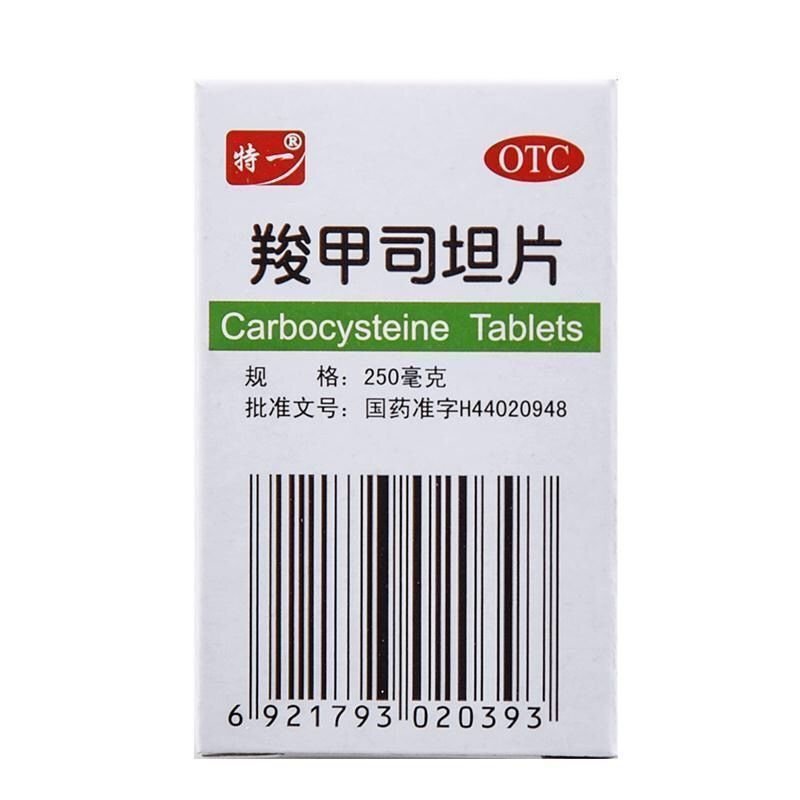 特一®
OTC
羧甲司坦片
Carbocysteine Tablets
规 格：250毫克
批准文号：国药准字H44020948
6 921793 020393